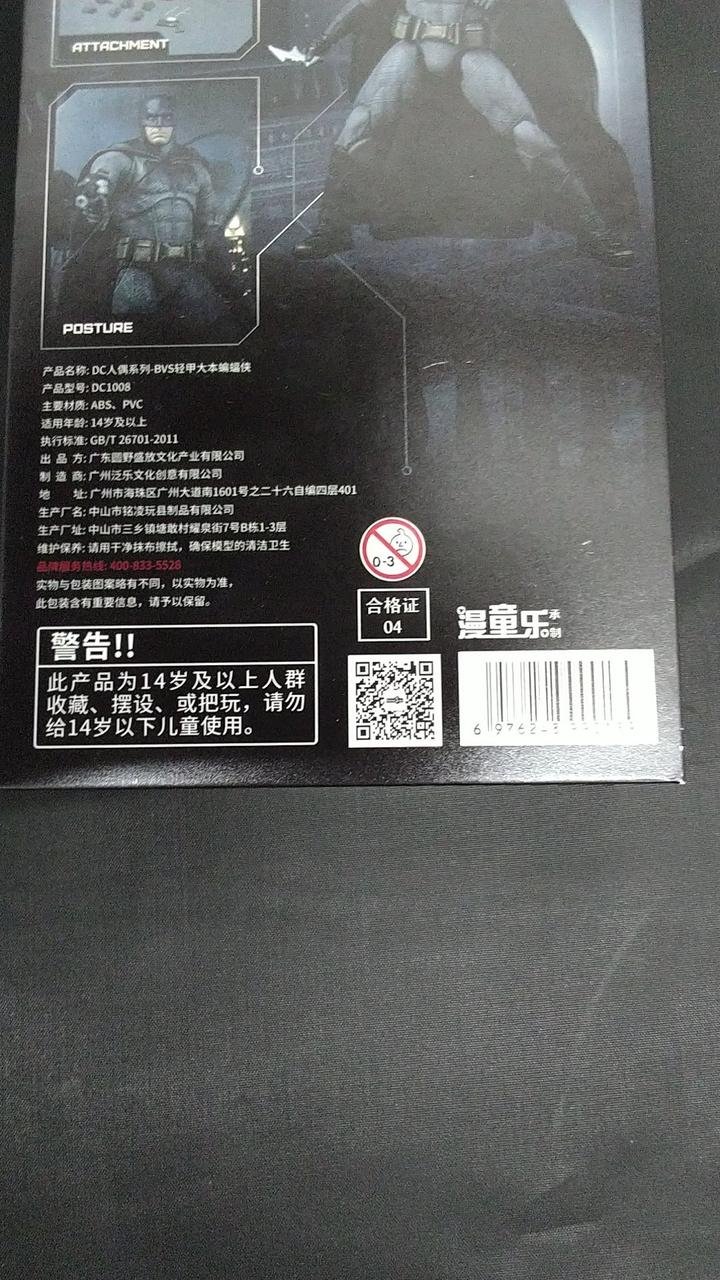 ATTACHMENT
POSTURE
产品名称: DC人偶系列-BVS轻甲大本蝙蝠侠
产品型号: DC1008
主要材质: ABS、PVC
适用年龄: 14岁及以上
执行标准: GB/T 26701-2011
出 品 方: 广东圆野盛放文化产业有限公司
制 造 商: 广州泛乐文化创意有限公司
地 址: 广州市海珠区广州大道南1601号之二十六自编四层401
生产厂名: 中山市铭凌玩具制品有限公司
生产厂址: 中山市三乡镇塘敢村耀泉街7号B栋1-3层
维护保养: 请用干净抹布擦拭，确保模型的清洁卫生
品牌服务热线: 400-833-5528
实物与包装图案略有不同，以实物为准，
此包装含有重要信息，请予以保留。
0-3
合格证
04
漫童乐承制
警告!!
此产品为14岁及以上人群
收藏、摆设、或把玩，请勿
给14岁以下儿童使用。